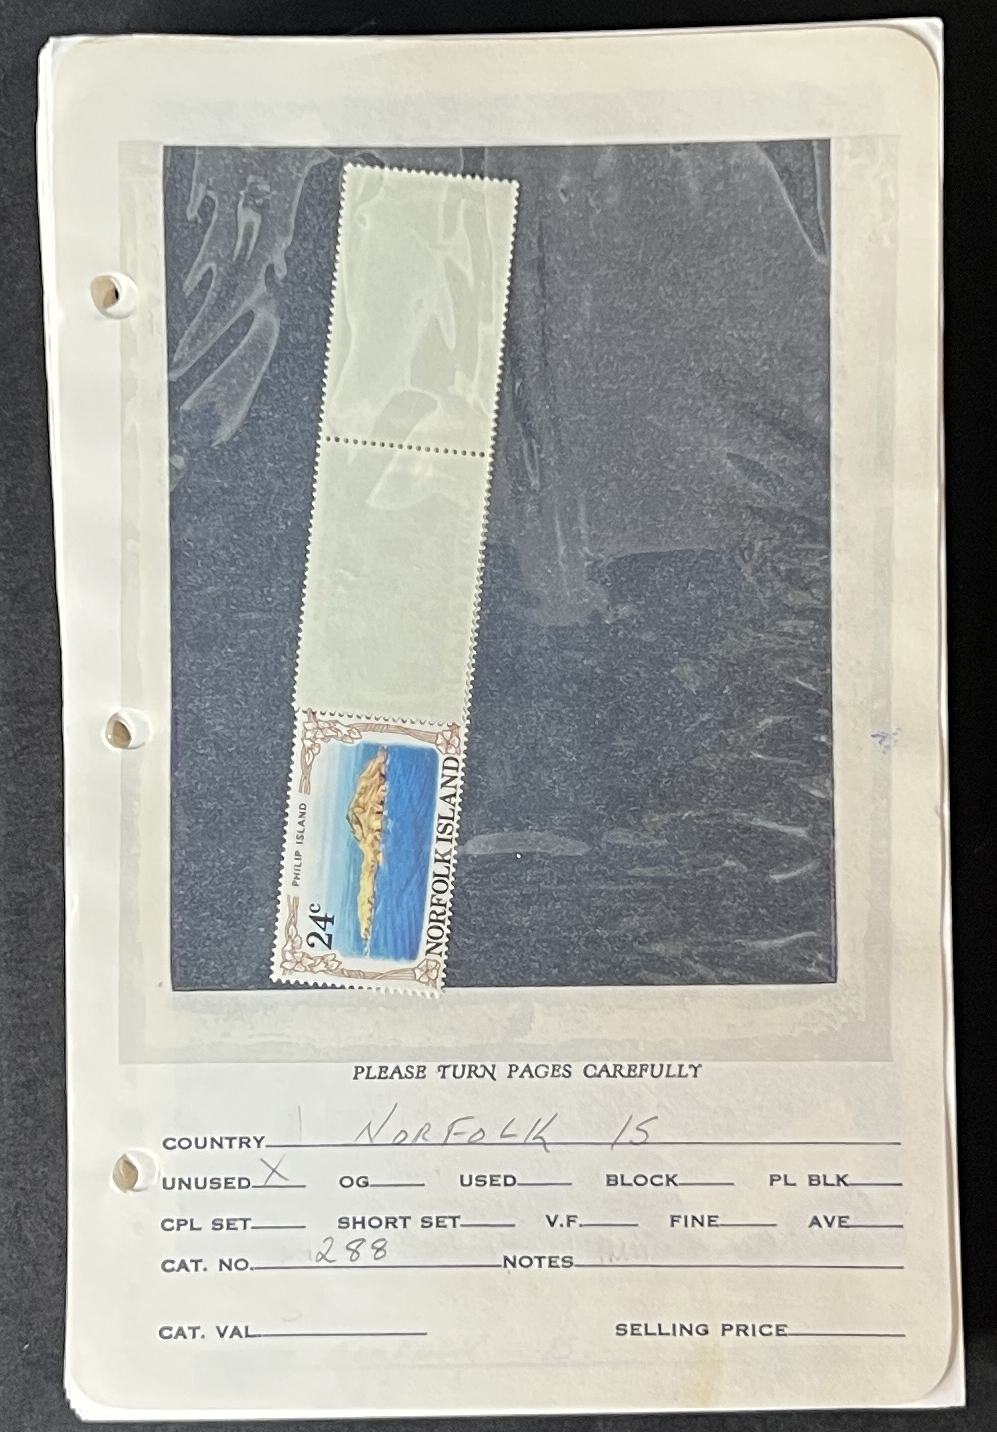 PHILIP ISLAND
24c
NORFOLK ISLAND
PLEASE TURN PAGES CAREFULLY
COUNTRY NORFOLK IS
UNUSED X OG USED BLOCK PL BLK
CPL SET SHORT SET V.F. FINE AVE
CAT. NO. 288 NOTES
CAT. VAL. SELLING PRICE